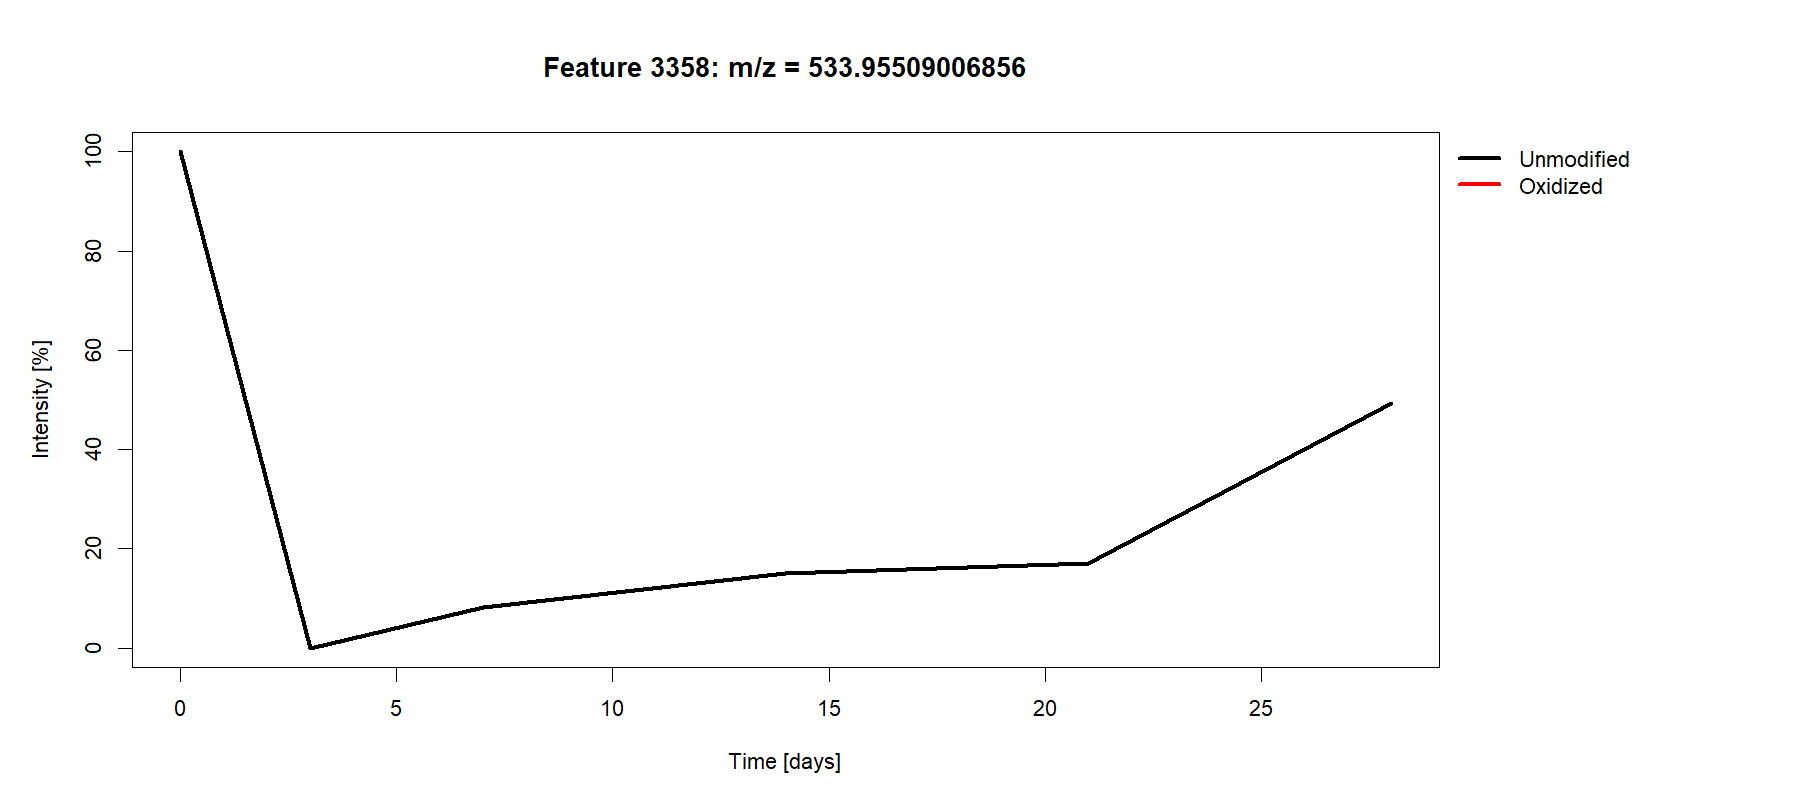 Feature 3358: m/z = 533.95509006856
Unmodified
Oxidized
Intensity [%]
100
80
60
40
20
0
0 5 10 15 20 25
Time [days]